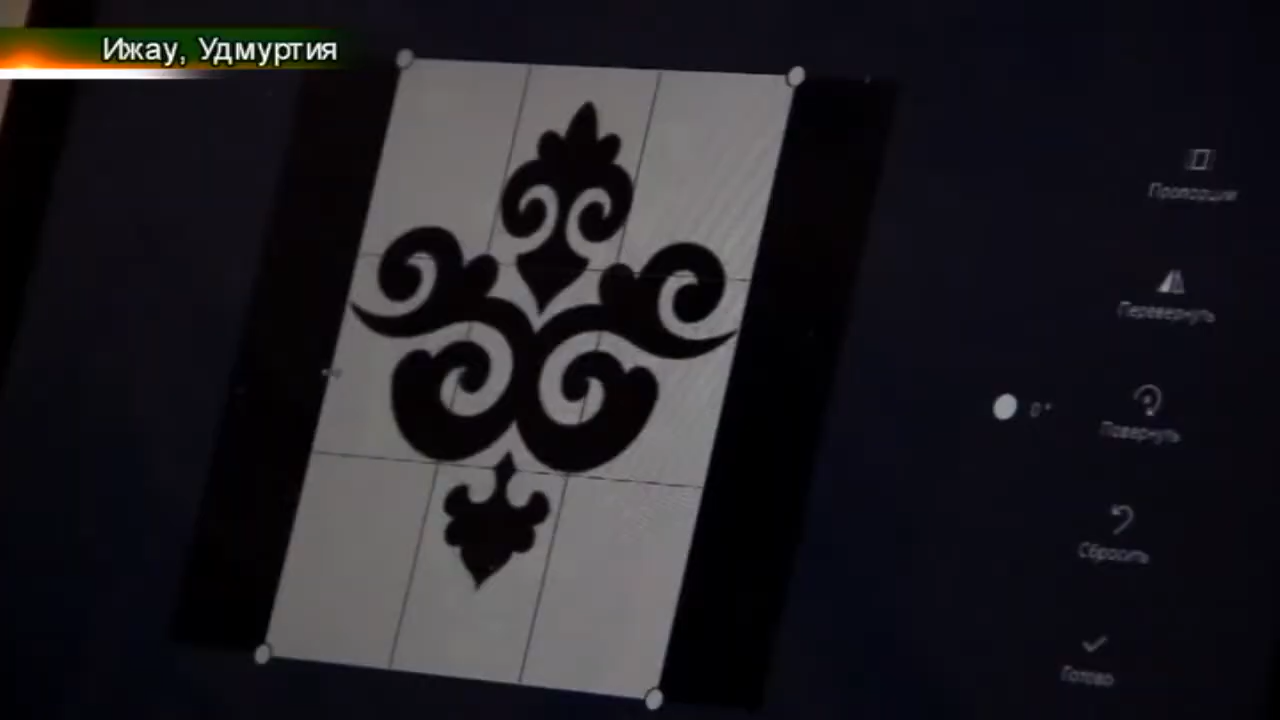 Ижау, Удмуртия
Пропорции
Перевернуть
0°
Повернуть
Сбросить
Готово